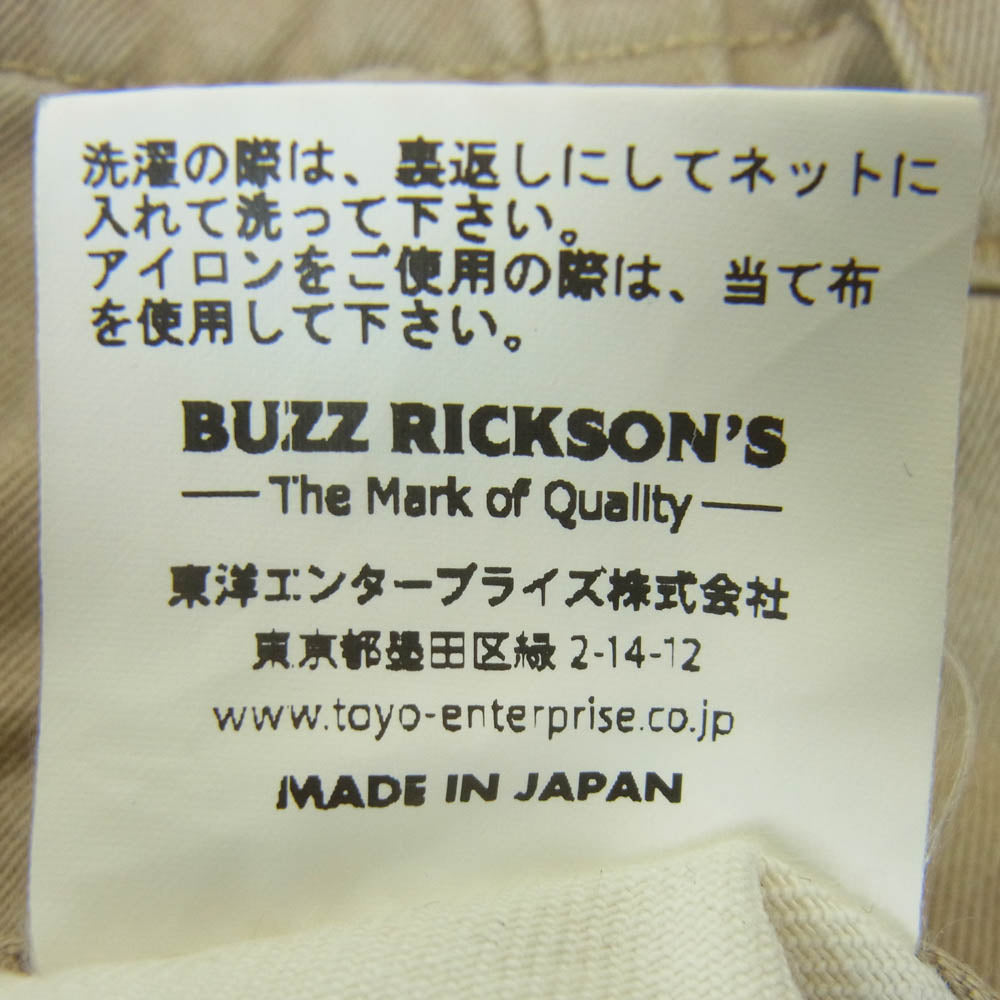 洗濯の際は、裏返しにしてネットに
入れて洗って下さい。
アイロンをご使用の際は、当て布
を使用して下さい。
BUZZ RICKSON'S
The Mark of Quality
東洋エンタープライズ株式会社
東京都墨田区緑 2-14-12
www.toyo-enterprise.co.jp
MADE IN JAPAN